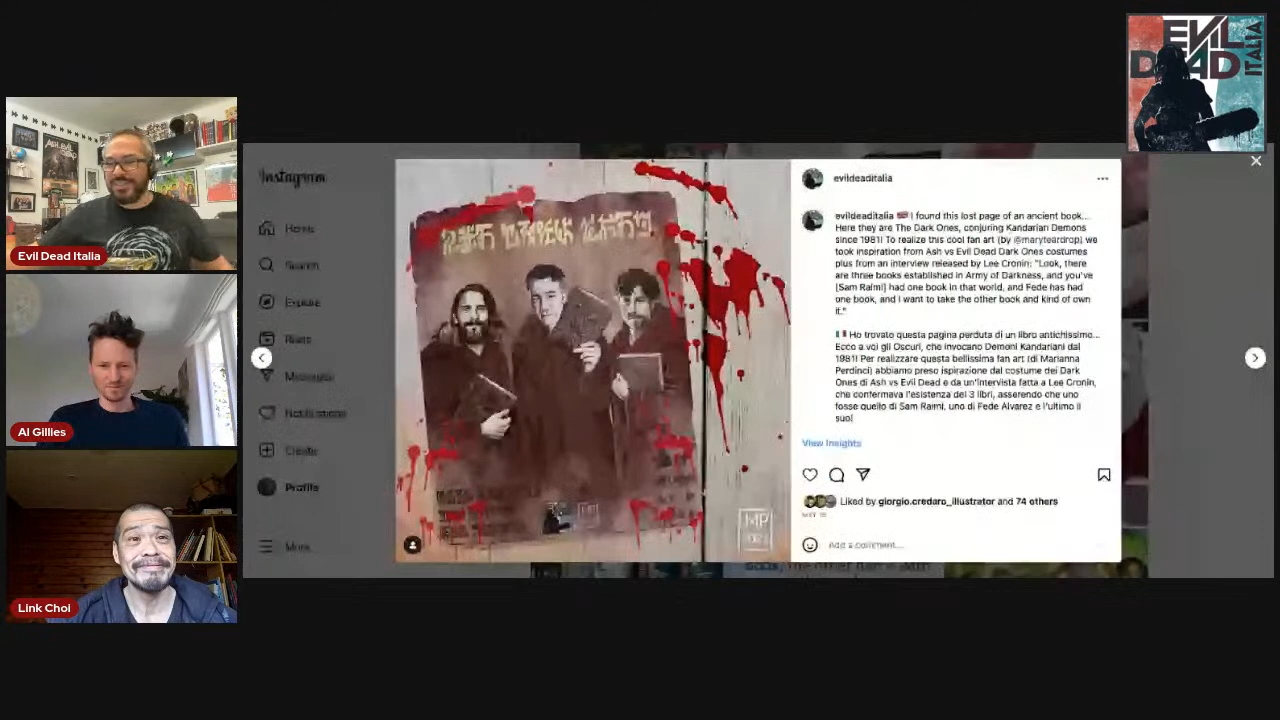 EVIL
DEAD
ITALIA
ASH EVIL
DEAD
Evil Dead Italia
Al Gillies
Link Choi
Instagram
Home
Search
Explore
Reels
Messages
Notifications
Create
Profile
More
MP
evildeaditalia
evildeaditalia 🇬🇧 I found this lost page of an ancient book...
Here they are The Dark Ones, conjuring Kandarian Demons
since 1981! To realize this cool fan art (by @maryteardrop) we
took inspiration from Ash vs Evil Dead Dark Ones costumes
plus from an interview released by Lee Cronin: "Look, there
are three books established in Army of Darkness, and you've
[Sam Raimi] had one book in that world, and Fede has had
one book, and I want to take the other book and kind of own
it."
🇮🇹 Ho trovato questa pagina perduta di un libro antichissimo...
Ecco a voi gli Oscuri, che invocano Demoni Kandariani dal
1981! Per realizzare questa bellissima fan art (di Marianna
Perdinci) abbiamo preso ispirazione dal costume dei Dark
Ones di Ash vs Evil Dead e da un'intervista fatta a Lee Cronin,
che confermava l'esistenza dei 3 libri, asserendo che uno
fosse quello di Sam Raimi, uno di Fede Alvarez e l'ultimo il
suo!
View Insights
Liked by giorgio.credaro_illustrator and 74 others
Add a comment...